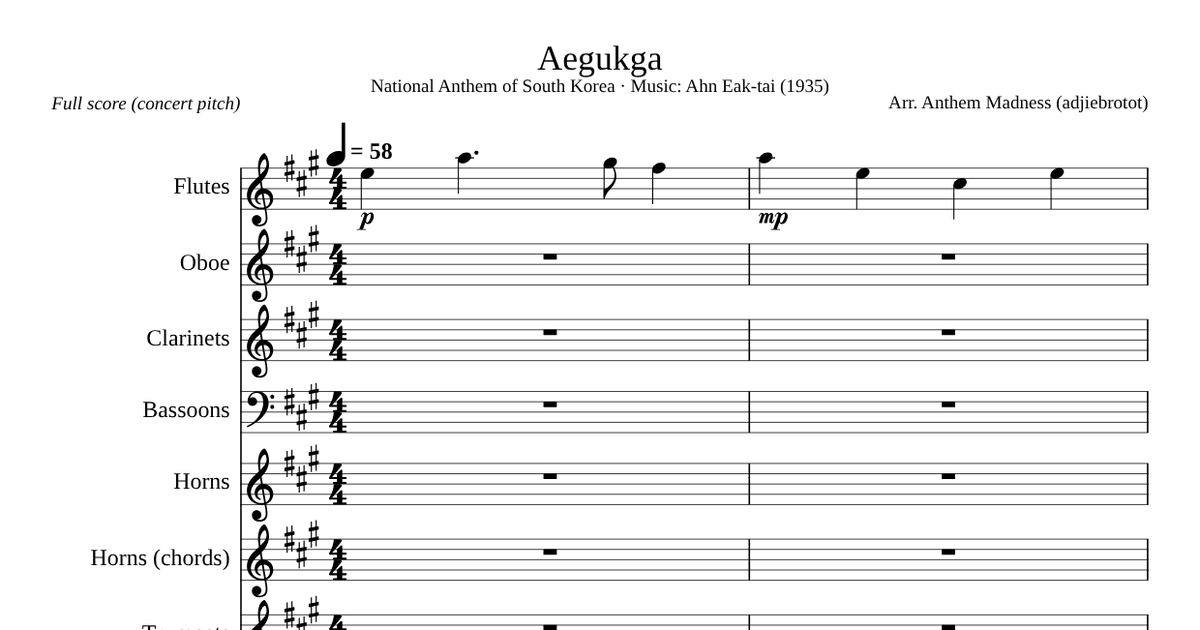 Aegukga
National Anthem of South Korea · Music: Ahn Eak-tai (1935)
Full score (concert pitch)
Arr. Anthem Madness (adjiebrotot)
= 58
Flutes
p
mp
Oboe
Clarinets
Bassoons
Horns
Horns (chords)